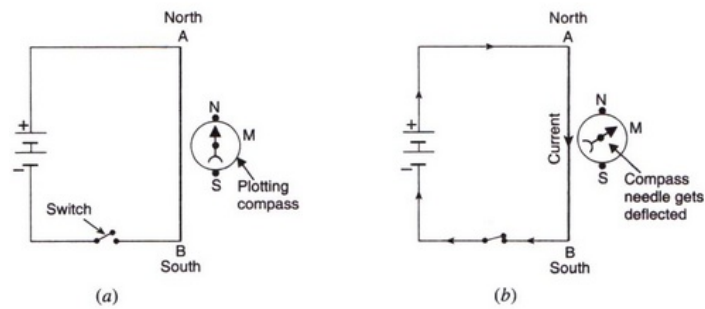 North
A
+
−
N
M
S
Plotting
compass
Switch
B
South
(a)
North
A
+
−
Current
N
M
S
Compass
needle gets
deflected
B
South
(b)